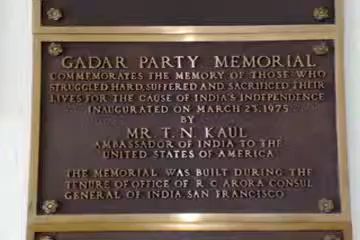 GADAR PARTY MEMORIAL
COMMEMORATES THE MEMORY OF THOSE WHO
STRUGGLED HARD, SUFFERED AND SACRIFICED THEIR
LIVES FOR THE CAUSE OF INDIA'S INDEPENDENCE
INAUGURATED ON MARCH 23, 1975
BY
MR. T. N. KAUL
AMBASSADOR OF INDIA TO THE
UNITED STATES OF AMERICA
THE MEMORIAL WAS BUILT DURING THE
TENURE OF OFFICE OF R C ARORA CONSUL
GENERAL OF INDIA SAN FRANCISCO